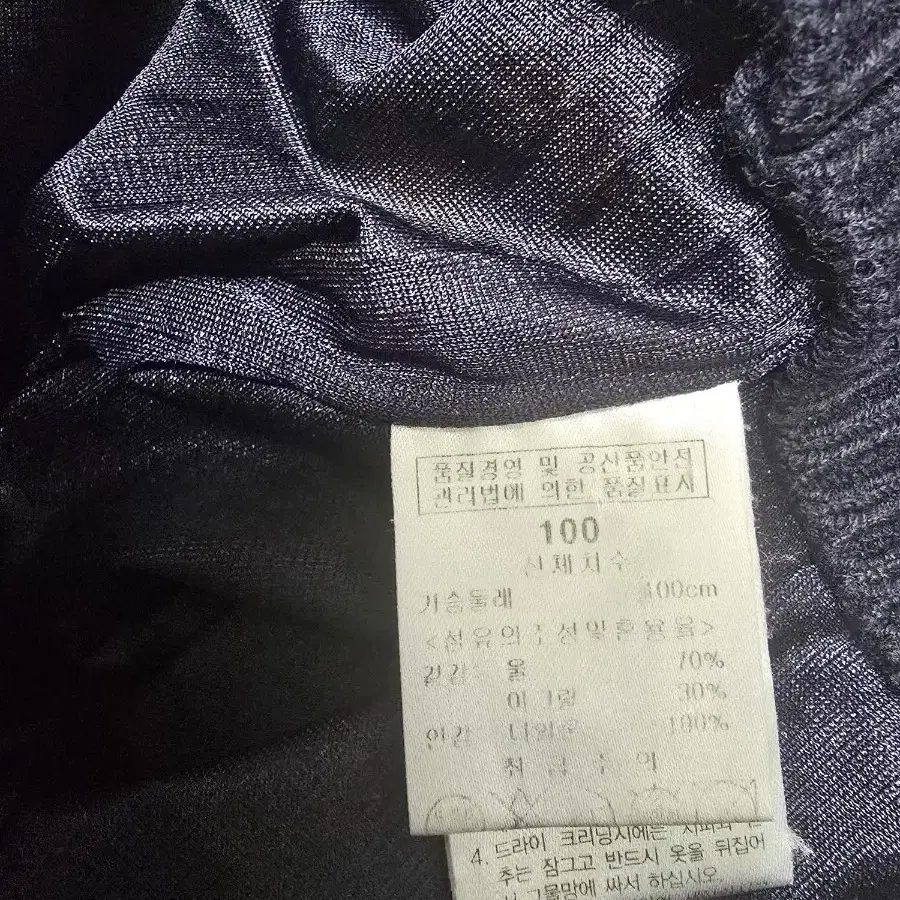 품질경영 및 공산품안전
관리법에 의한 품질표시
100
신체치수
가슴둘레 100cm
<섬유의조성및혼용율>
겉감 울 70%
아크릴 30%
안감 나일론 100%
취급주의
4. 드라이 크리닝시에는 지퍼와
추는 잠그고 반드시 옷을 뒤집어
그물망에 싸서 하십시오.